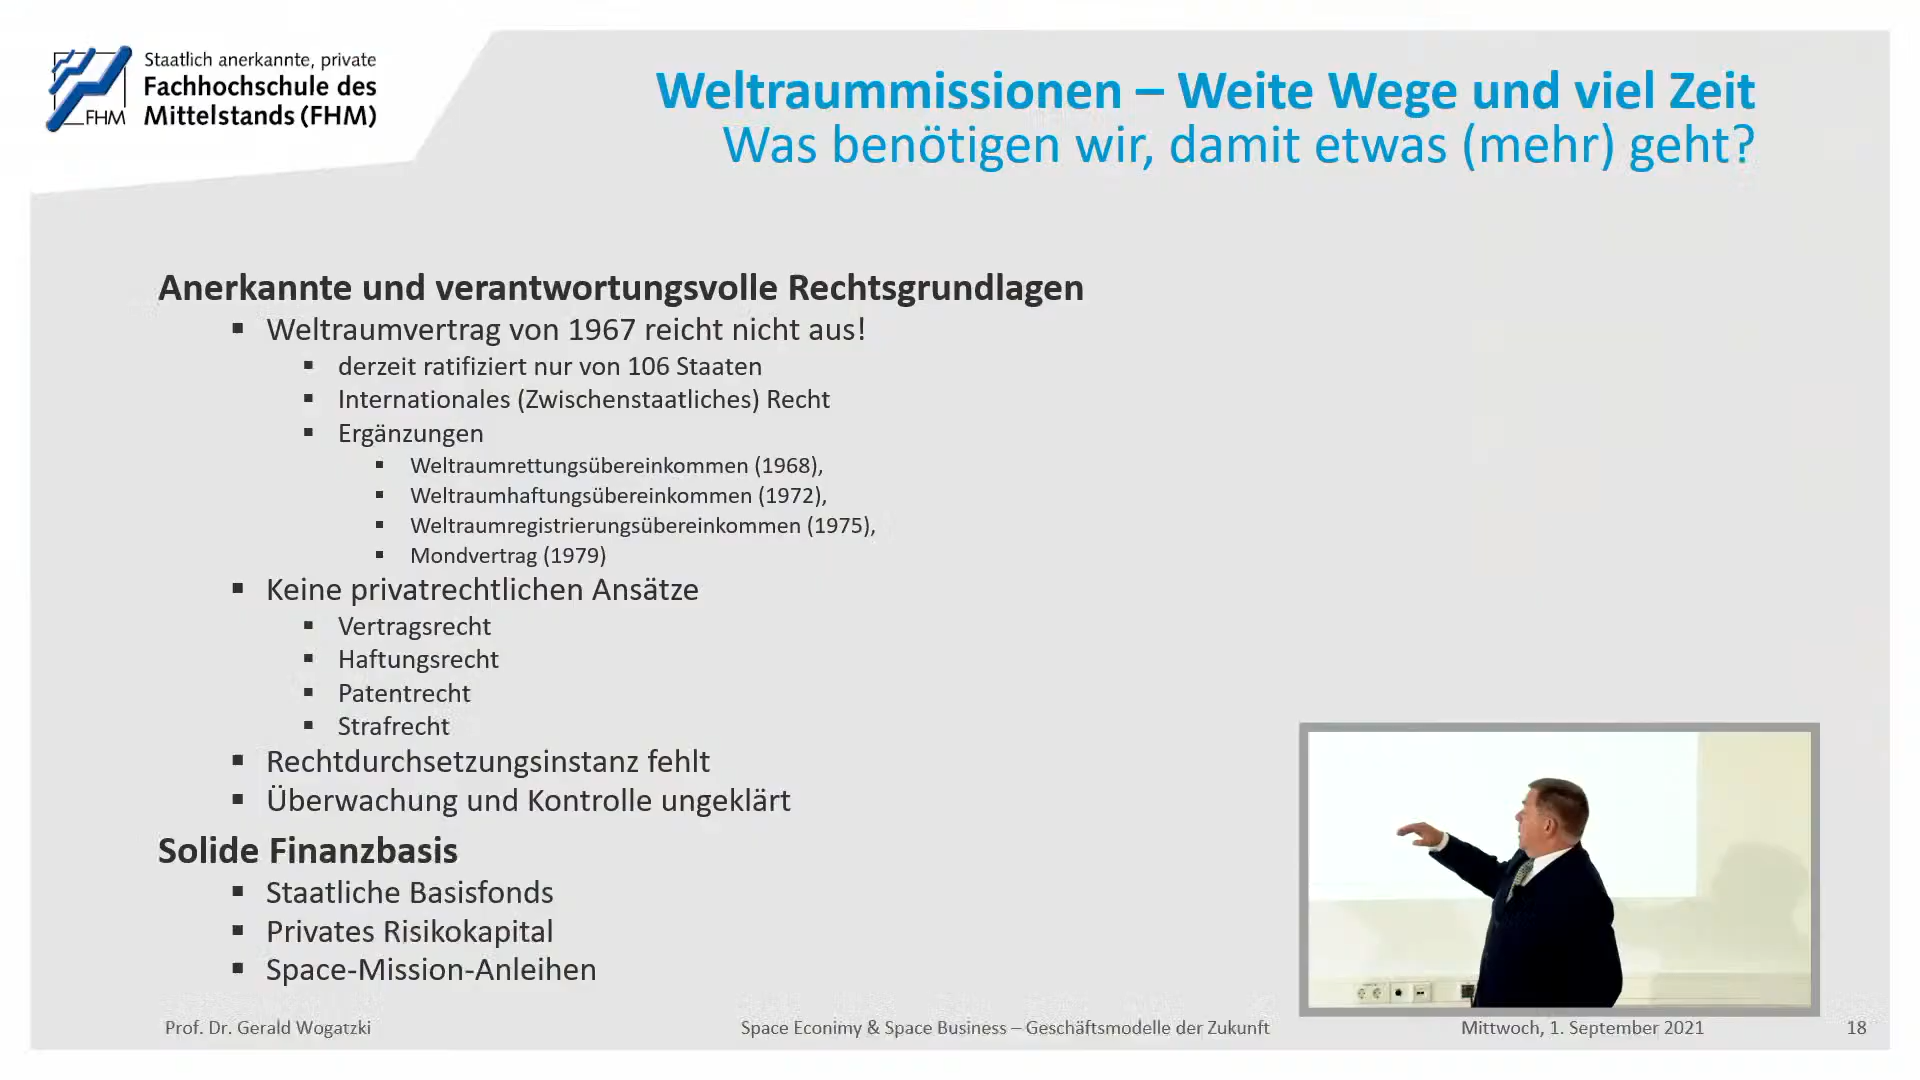 Staatlich anerkannte, private
Fachhochschule des
Mittelstands (FHM)
FHM
Weltraummissionen – Weite Wege und viel Zeit
Was benötigen wir, damit etwas (mehr) geht?
Anerkannte und verantwortungsvolle Rechtsgrundlagen
▪ Weltraumvertrag von 1967 reicht nicht aus!
▪ derzeit ratifiziert nur von 106 Staaten
▪ Internationales (Zwischenstaatliches) Recht
▪ Ergänzungen
▪ Weltraumrettungsübereinkommen (1968),
▪ Weltraumhaftungsübereinkommen (1972),
▪ Weltraumregistrierungsübereinkommen (1975),
▪ Mondvertrag (1979)
▪ Keine privatrechtlichen Ansätze
▪ Vertragsrecht
▪ Haftungsrecht
▪ Patentrecht
▪ Strafrecht
▪ Rechtdurchsetzungsinstanz fehlt
▪ Überwachung und Kontrolle ungeklärt
Solide Finanzbasis
▪ Staatliche Basisfonds
▪ Privates Risikokapital
▪ Space-Mission-Anleihen
Prof. Dr. Gerald Wogatzki
Space Econimy & Space Business – Geschäftsmodelle der Zukunft
Mittwoch, 1. September 2021
18